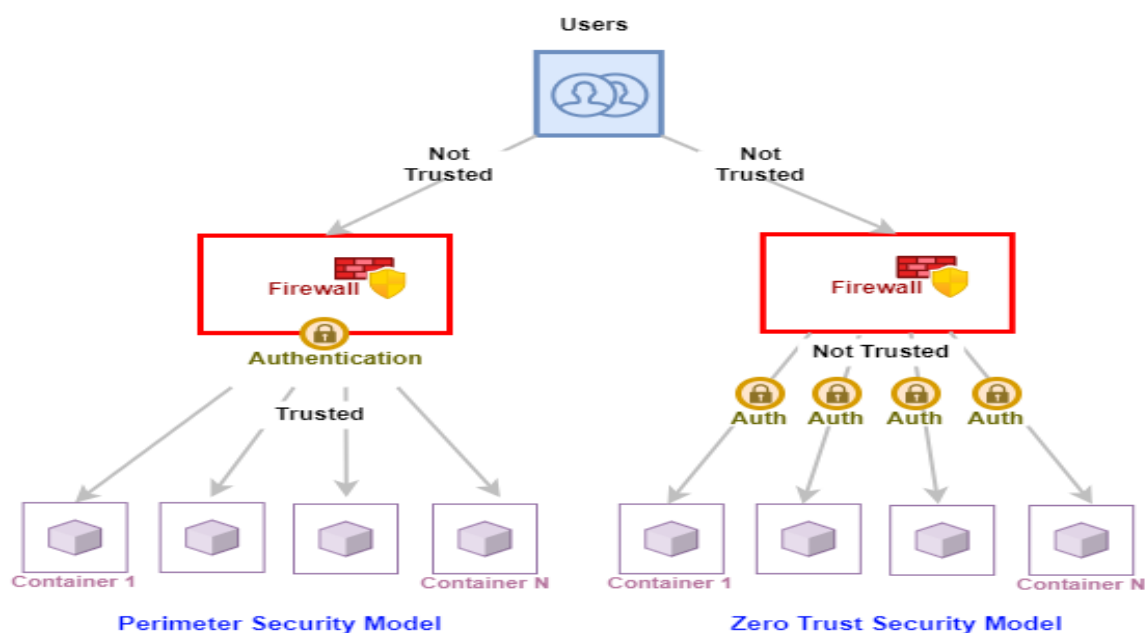 Users
Not
Trusted
Not
Trusted
Firewall
Firewall
Authentication
Not Trusted
Trusted
Auth
Auth
Auth
Auth
Container 1
Container N
Container 1
Container N
Perimeter Security Model
Zero Trust Security Model